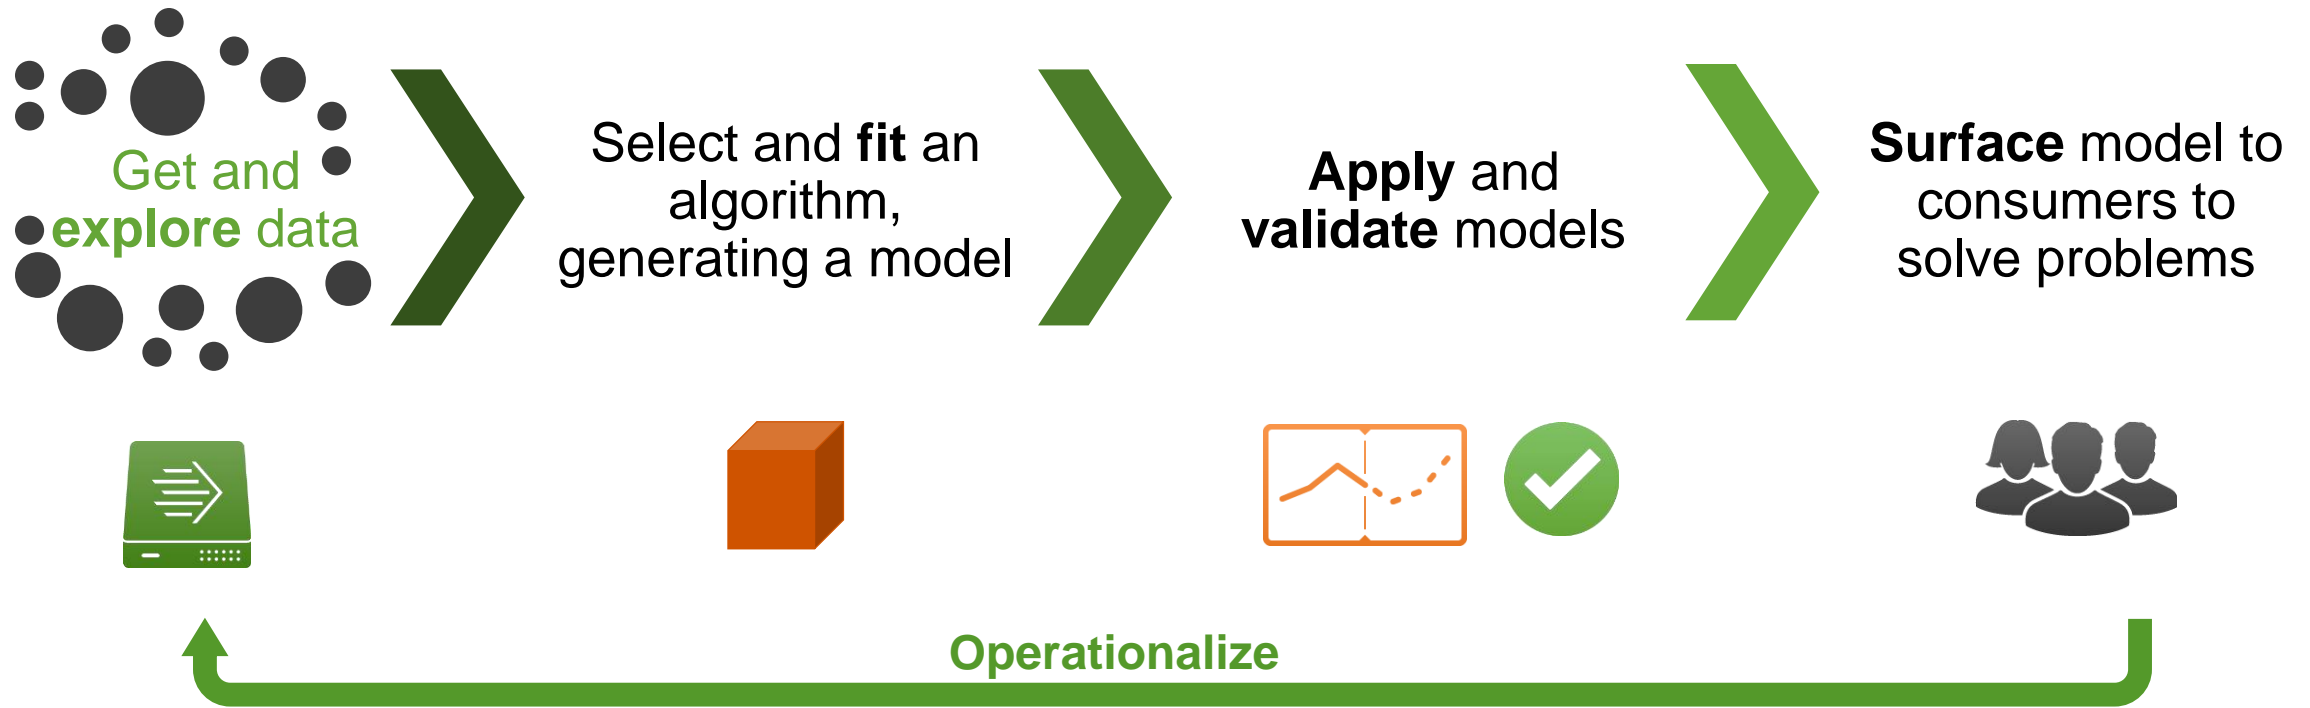 Get and
explore data
Select and fit an
algorithm,
generating a model
Apply and
validate models
Surface model to
consumers to
solve problems
Operationalize